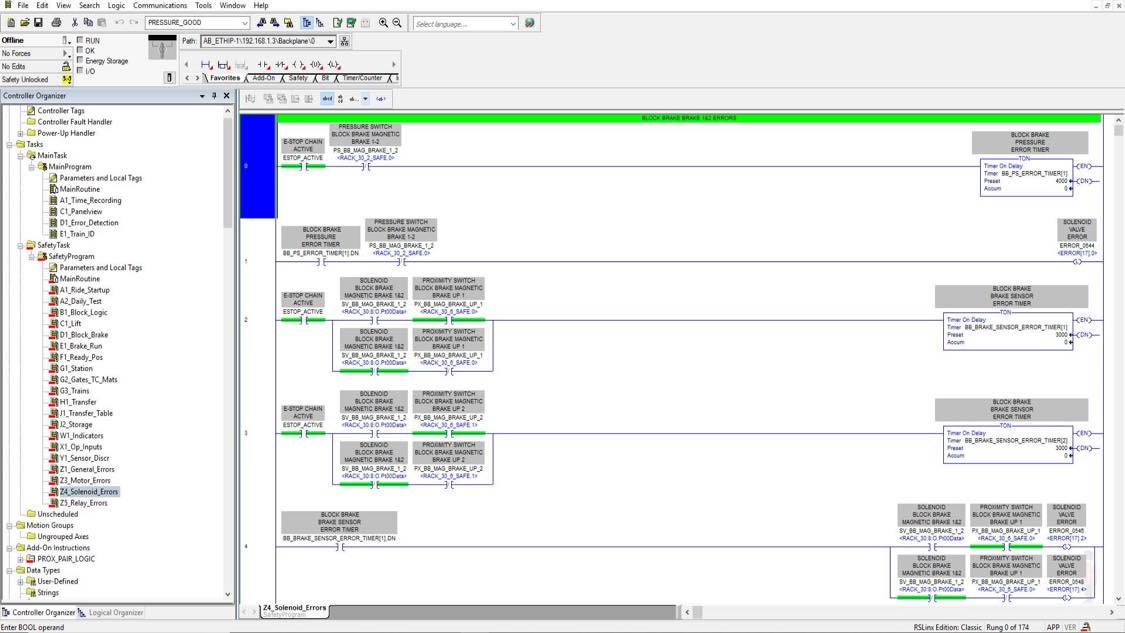 File Edit View Search Logic Communications Tools Window Help
PRESSURE_GOOD
Select language...
Offline
RUN
No Forces
OK
No Edits
Energy Storage
Safety Unlocked
I/O
Path: AB_ETHIP-1\192.168.1.3\Backplane\0
Favorites Add-On Safety Bit Timer/Counter
Controller Organizer
Controller Tags
Controller Fault Handler
Power-Up Handler
Tasks
MainTask
MainProgram
Parameters and Local Tags
MainRoutine
A1_Time_Recording
C1_Panelview
D1_Error_Detection
E1_Train_ID
SafetyTask
SafetyProgram
Parameters and Local Tags
MainRoutine
A1_Ride_Startup
A2_Daily_Test
B1_Block_Logic
C1_Lift
D1_Block_Brake
E1_Brake_Run
F1_Ready_Pos
G1_Station
G2_Gates_TC_Mats
G3_Trains
H1_Transfer
J1_Transfer_Table
J2_Storage
W1_Indicators
X1_Op_Inputs
Y1_Sensor_Discr
Z1_General_Errors
Z3_Motor_Errors
Z4_Solenoid_Errors
Z5_Relay_Errors
Unscheduled
Motion Groups
Ungrouped Axes
Add-On Instructions
PROX_PAIR_LOGIC
Data Types
User-Defined
Strings
Controller Organizer Logical Organizer
BLOCK BRAKE BRAKE 1&2 ERRORS
0
E-STOP CHAIN
ACTIVE
ESTOP_ACTIVE
PRESSURE SWITCH
BLOCK BRAKE MAGNETIC
BRAKE 1-2
PS_BB_MAG_BRAKE_1_2
<RACK_30_2_SAFE.0>
BLOCK BRAKE
PRESSURE
ERROR TIMER
TON
Timer On Delay
Timer BB_PS_ERROR_TIMER[1]
Preset 4000
Accum 0
EN
DN
1
BLOCK BRAKE
PRESSURE
ERROR TIMER
BB_PS_ERROR_TIMER[1].DN
PRESSURE SWITCH
BLOCK BRAKE MAGNETIC
BRAKE 1-2
PS_BB_MAG_BRAKE_1_2
<RACK_30_2_SAFE.0>
SOLENOID
VALVE
ERROR
ERROR_0544
<ERROR[17].0>
2
E-STOP CHAIN
ACTIVE
ESTOP_ACTIVE
SOLENOID
BLOCK BRAKE
MAGNETIC BRAKE 1&2
SV_BB_MAG_BRAKE_1_2
<RACK_30:8:O.Pt00Data>
PROXIMITY SWITCH
BLOCK BRAKE MAGNETIC
BRAKE UP 1
PX_BB_MAG_BRAKE_UP_1
<RACK_30_6_SAFE.0>
SOLENOID
BLOCK BRAKE
MAGNETIC BRAKE 1&2
SV_BB_MAG_BRAKE_1_2
<RACK_30:8:O.Pt00Data>
PROXIMITY SWITCH
BLOCK BRAKE MAGNETIC
BRAKE UP 1
PX_BB_MAG_BRAKE_UP_1
<RACK_30_6_SAFE.0>
BLOCK BRAKE
BRAKE SENSOR
ERROR TIMER
TON
Timer On Delay
Timer BB_BRAKE_SENSOR_ERROR_TIMER[1]
Preset 3000
Accum 0
EN
DN
3
E-STOP CHAIN
ACTIVE
ESTOP_ACTIVE
SOLENOID
BLOCK BRAKE
MAGNETIC BRAKE 1&2
SV_BB_MAG_BRAKE_1_2
<RACK_30:8:O.Pt00Data>
PROXIMITY SWITCH
BLOCK BRAKE MAGNETIC
BRAKE UP 2
PX_BB_MAG_BRAKE_UP_2
<RACK_30_6_SAFE.1>
SOLENOID
BLOCK BRAKE
MAGNETIC BRAKE 1&2
SV_BB_MAG_BRAKE_1_2
<RACK_30:8:O.Pt00Data>
PROXIMITY SWITCH
BLOCK BRAKE MAGNETIC
BRAKE UP 2
PX_BB_MAG_BRAKE_UP_2
<RACK_30_6_SAFE.1>
BLOCK BRAKE
BRAKE SENSOR
ERROR TIMER
TON
Timer On Delay
Timer BB_BRAKE_SENSOR_ERROR_TIMER[2]
Preset 3000
Accum 0
EN
DN
4
BLOCK BRAKE
BRAKE SENSOR
ERROR TIMER
BB_BRAKE_SENSOR_ERROR_TIMER[1].DN
SOLENOID
BLOCK BRAKE
MAGNETIC BRAKE 1&2
SV_BB_MAG_BRAKE_1_2
<RACK_30:8:O.Pt00Data>
PROXIMITY SWITCH
BLOCK BRAKE MAGNETIC
BRAKE UP 1
PX_BB_MAG_BRAKE_UP_1
<RACK_30_6_SAFE.0>
SOLENOID
VALVE
ERROR
ERROR_0546
<ERROR[17].2>
SOLENOID
BLOCK BRAKE
MAGNETIC BRAKE 1&2
SV_BB_MAG_BRAKE_1_2
<RACK_30:8:O.Pt00Data>
PROXIMITY SWITCH
BLOCK BRAKE MAGNETIC
BRAKE UP 1
PX_BB_MAG_BRAKE_UP_1
<RACK_30_6_SAFE.0>
SOLENOID
VALVE
ERROR
ERROR_0548
<ERROR[17].4>
Z4_Solenoid_Errors
SafetyProgram
Enter BOOL operand
RSLinx Edition: Classic Rung 0 of 174 APP VER